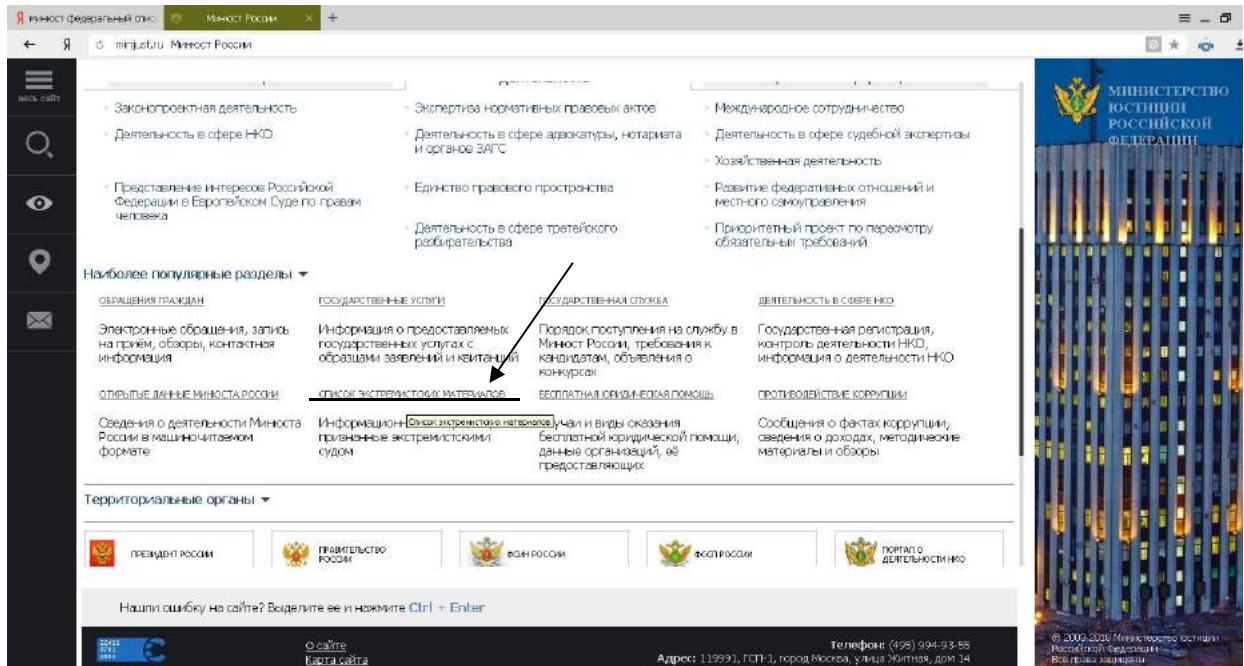 Я минюст федеральный спис
Минюст России
minjust.ru Минюст России
весь сайт
МИНИСТЕРСТВО
ЮСТИЦИИ
РОССИЙСКОЙ
ФЕДЕРАЦИИ
Законопроектная деятельность
Деятельность в сфере НКО
Представление интересов Российской
Федерации в Европейском Суде по правам
человека
Экспертиза нормативных правовых актов
Деятельность в сфере адвокатуры, нотариата
и органов ЗАГС
Единство правового пространства
Деятельность в сфере третейского
разбирательства
Международное сотрудничество
Деятельность в сфере судебной экспертизы
Хозяйственная деятельность
Развитие федеративных отношений и
местного самоуправления
Приоритетный проект по пересмотру
обязательных требований
Наиболее популярные разделы
ОБРАЩЕНИЯ ГРАЖДАН
Электронные обращения, запись
на приём, обзоры, контактная
информация
ГОСУДАРСТВЕННЫЕ УСЛУГИ
Информация о предоставляемых
государственных услугах с
образцами заявлений и квитанций
ГОСУДАРСТВЕННАЯ СЛУЖБА
Порядок поступления на службу в
Минюст России, требования к
кандидатам, объявления о
конкурсах
ДЕЯТЕЛЬНОСТЬ В СФЕРЕ НКО
Государственная регистрация,
контроль деятельности НКО,
информация о деятельности НКО
ОТКРЫТЫЕ ДАННЫЕ МИНЮСТА РОССИИ
Сведения о деятельности Минюста
России в машиночитаемом
формате
СПИСОК ЭКСТРЕМИСТСКИХ МАТЕРИАЛОВ
Информационн
Список экстремистских материалов
признанные экстремистскими
судом
БЕСПЛАТНАЯ ЮРИДИЧЕСКАЯ ПОМОЩЬ
учаи и виды оказания
бесплатной юридической помощи,
данные организаций, её
предоставляющих
ПРОТИВОДЕЙСТВИЕ КОРРУПЦИИ
Сообщения о фактах коррупции,
сведения о доходах, методические
материалы и обзоры
Территориальные органы
ПРЕЗИДЕНТ РОССИИ
ПРАВИТЕЛЬСТВО
РОССИИ
ФСИН РОССИИ
ФССП РОССИИ
ПОРТАЛ О
ДЕЯТЕЛЬНОСТИ НКО
Нашли ошибку на сайте? Выделите ее и нажмите Ctrl + Enter
О сайте
Карта сайта
Телефон: (495) 994-93-55
Адрес: 119991, ГСП-1, город Москва, улица Житная, дом 14
© 2009-2018 Министерство юстиции
Российской Федерации
Все права защищены